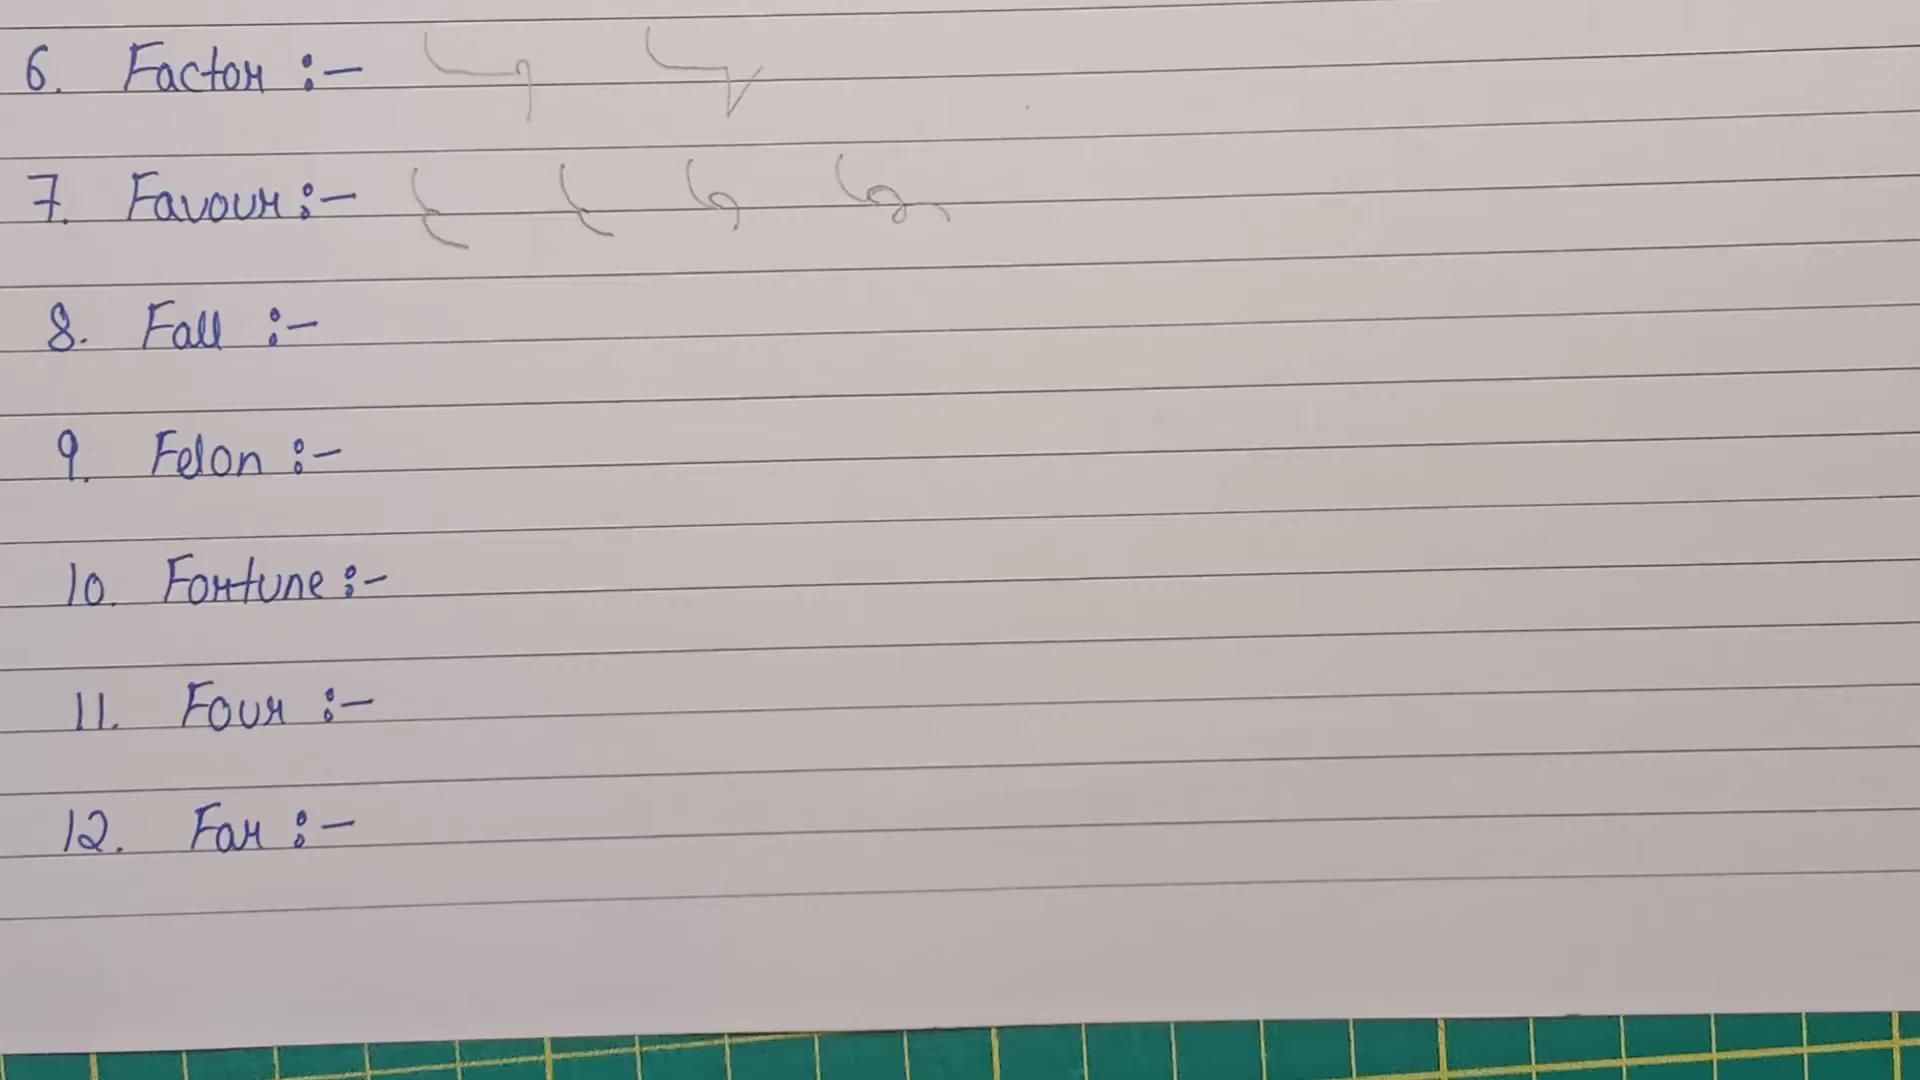 6. Factor :-
7. Favour :-
8. Fall :-
9. Felon :-
10. Fortune :-
11. Four :-
12. Far :-